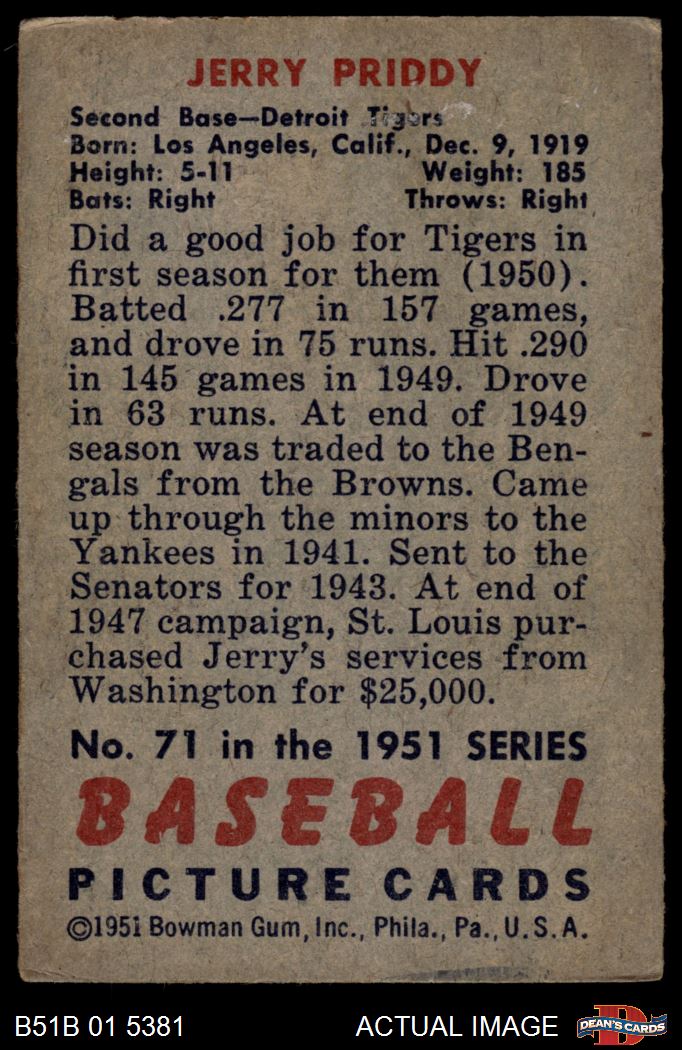 JERRY PRIDDY
Second Base—Detroit Tigers
Born: Los Angeles, Calif., Dec. 9, 1919
Height: 5-11 Weight: 185
Bats: Right Throws: Right
Did a good job for Tigers in
first season for them (1950).
Batted .277 in 157 games,
and drove in 75 runs. Hit .290
in 145 games in 1949. Drove
in 63 runs. At end of 1949
season was traded to the Ben-
gals from the Browns. Came
up through the minors to the
Yankees in 1941. Sent to the
Senators for 1943. At end of
1947 campaign, St. Louis pur-
chased Jerry's services from
Washington for $25,000.
No. 71 in the 1951 SERIES
BASEBALL
PICTURE CARDS
©1951 Bowman Gum, Inc., Phila., Pa., U.S.A.
B51B 01 5381 ACTUAL IMAGE
D
DEAN'S CARDS